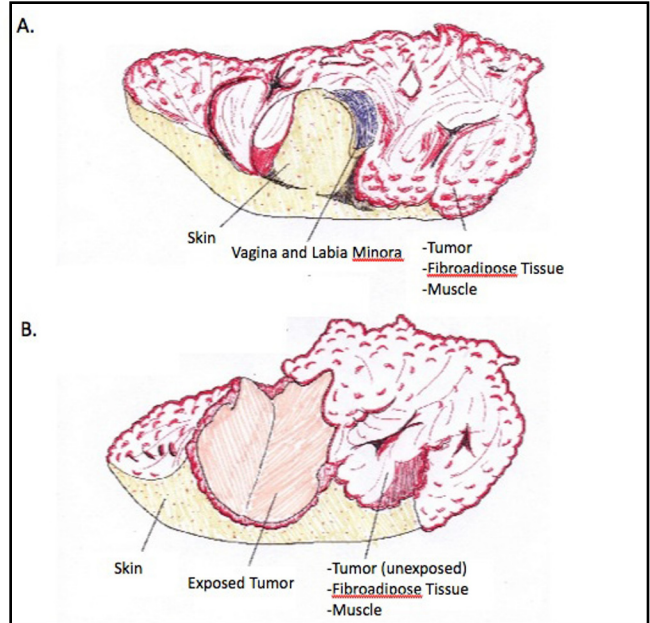 A.
Skin
Vagina and Labia Minora
-Tumor
-Fibroadipose Tissue
-Muscle
B.
Skin
Exposed Tumor
-Tumor (unexposed)
-Fibroadipose Tissue
-Muscle